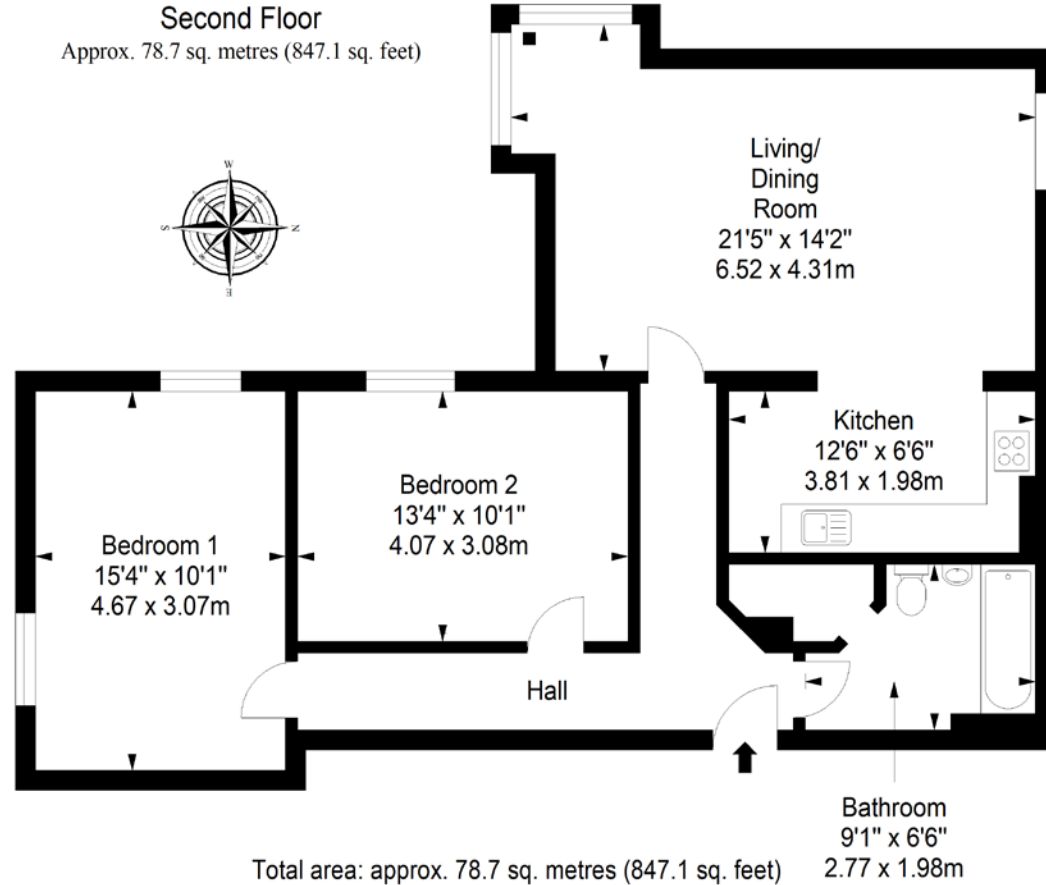 Second Floor
Approx. 78.7 sq. metres (847.1 sq. feet)
W
S
N
E
Living/
Dining
Room
21'5" x 14'2"
6.52 x 4.31m
Kitchen
12'6" x 6'6"
3.81 x 1.98m
Bedroom 2
13'4" x 10'1"
4.07 x 3.08m
Bedroom 1
15'4" x 10'1"
4.67 x 3.07m
Hall
Bathroom
9'1" x 6'6"
2.77 x 1.98m
Total area: approx. 78.7 sq. metres (847.1 sq. feet)